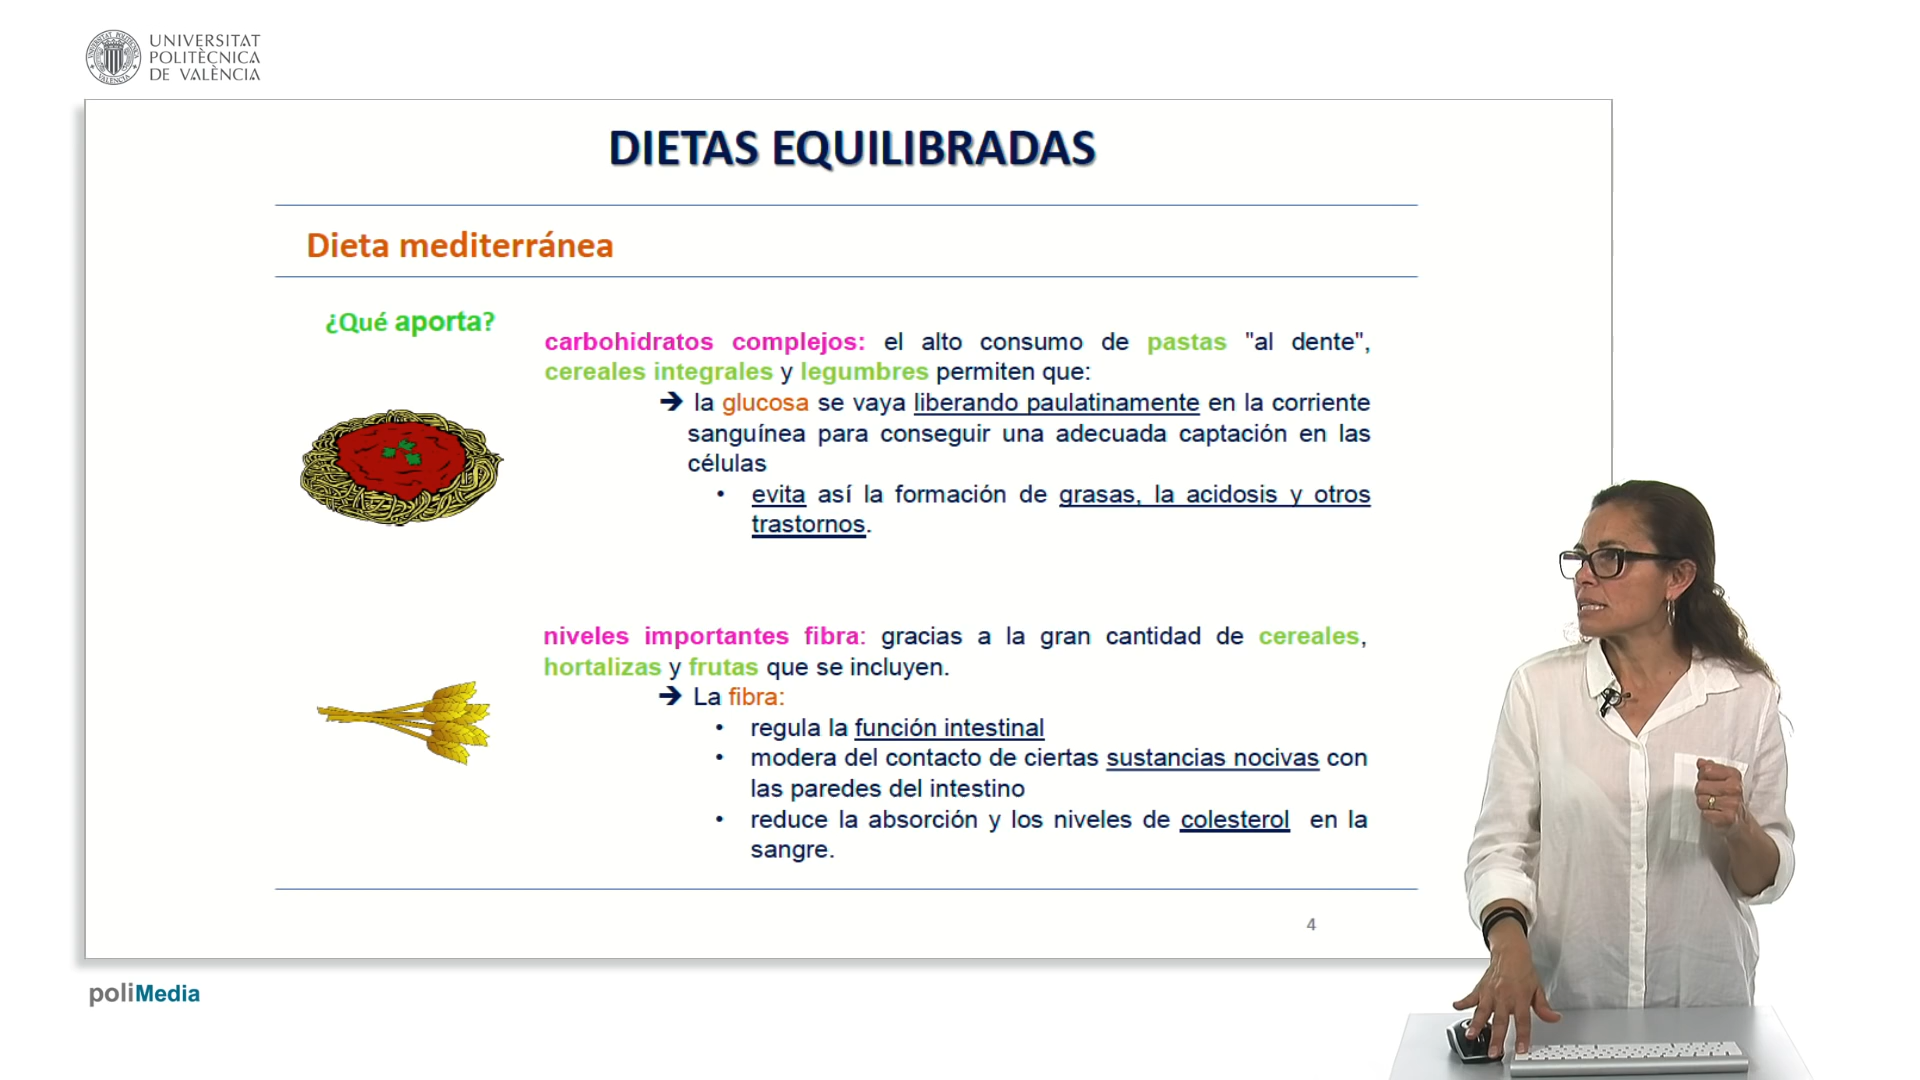 UNIVERSITAT
POLITÈCNICA
DE VALÈNCIA
DIETAS EQUILIBRADAS
Dieta mediterránea
¿Qué aporta?
carbohidratos complejos: el alto consumo de pastas "al dente",
cereales integrales y legumbres permiten que:
➔ la glucosa se vaya liberando paulatinamente en la corriente
sanguínea para conseguir una adecuada captación en las
células
• evita así la formación de grasas, la acidosis y otros
trastornos.
niveles importantes fibra: gracias a la gran cantidad de cereales,
hortalizas y frutas que se incluyen.
➔ La fibra:
• regula la función intestinal
• modera del contacto de ciertas sustancias nocivas con
las paredes del intestino
• reduce la absorción y los niveles de colesterol en la
sangre.
4
poliMedia